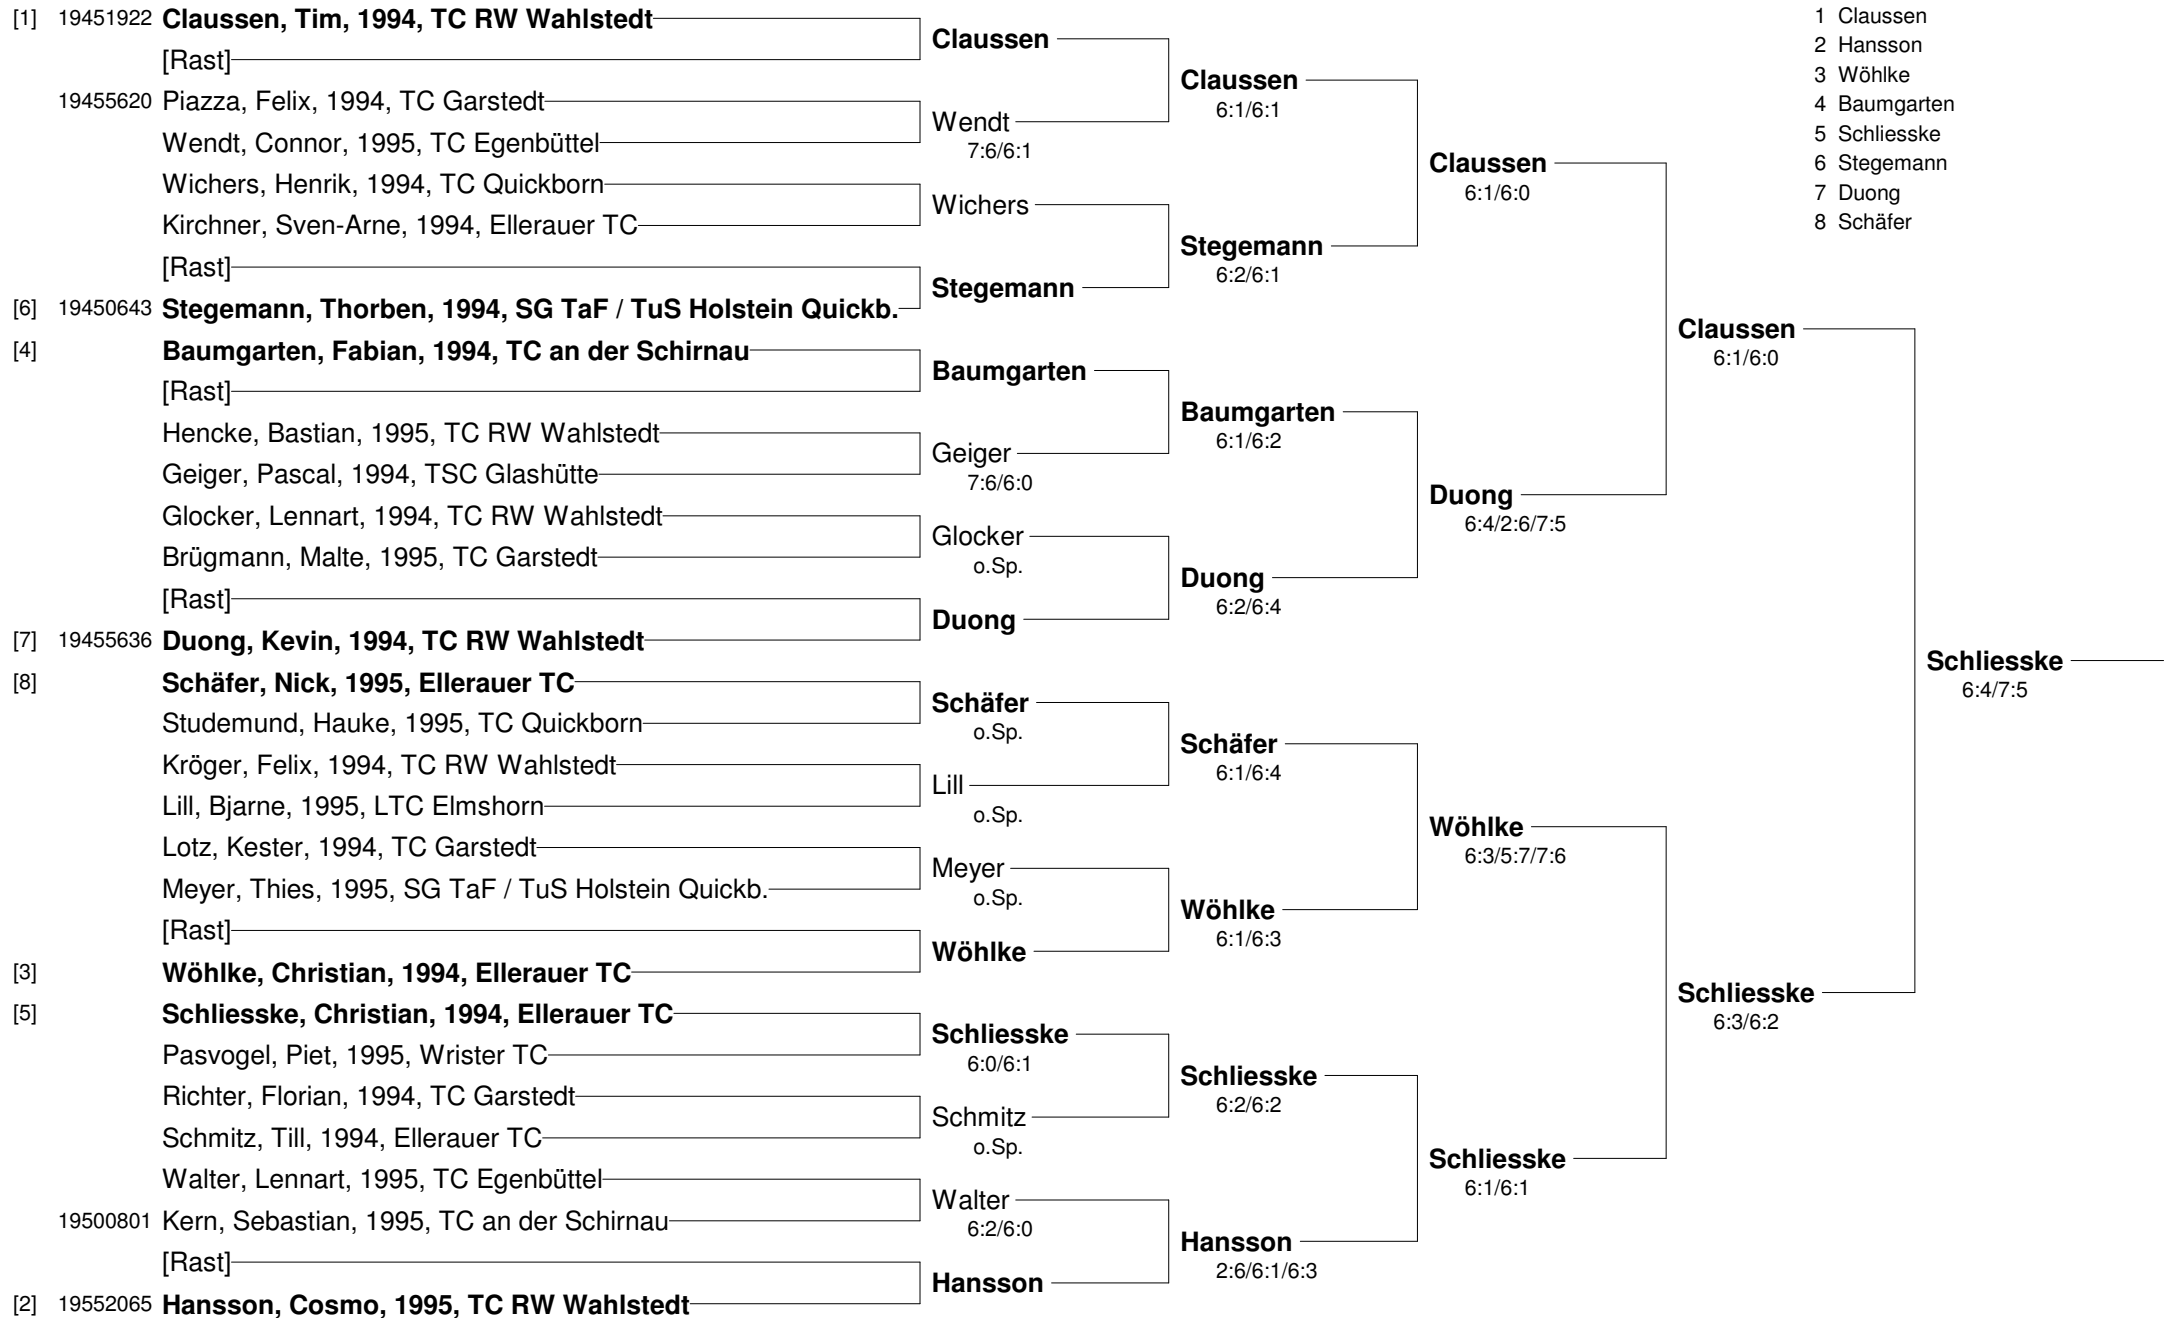 [1] 19451922 Claussen, Tim, 1994, TC RW Wahlstedt
[Rast]
19455620 Piazza, Felix, 1994, TC Garstedt
Wendt, Connor, 1995, TC Egenbüttel
Wichers, Henrik, 1994, TC Quickborn
Kirchner, Sven-Arne, 1994, Ellerauer TC
[Rast]
[6] 19450643 Stegemann, Thorben, 1994, SG TaF / TuS Holstein Quickb.
[4] Baumgarten, Fabian, 1994, TC an der Schirnau
[Rast]
Hencke, Bastian, 1995, TC RW Wahlstedt
Geiger, Pascal, 1994, TSC Glashütte
Glocker, Lennart, 1994, TC RW Wahlstedt
Brügmann, Malte, 1995, TC Garstedt
[Rast]
[7] 19455636 Duong, Kevin, 1994, TC RW Wahlstedt
[8] Schäfer, Nick, 1995, Ellerauer TC
Studemund, Hauke, 1995, TC Quickborn
Kröger, Felix, 1994, TC RW Wahlstedt
Lill, Bjarne, 1995, LTC Elmshorn
Lotz, Kester, 1994, TC Garstedt
Meyer, Thies, 1995, SG TaF / TuS Holstein Quickb.
[Rast]
[3] Wöhlke, Christian, 1994, Ellerauer TC
[5] Schliesske, Christian, 1994, Ellerauer TC
Pasvogel, Piet, 1995, Wrister TC
Richter, Florian, 1994, TC Garstedt
Schmitz, Till, 1994, Ellerauer TC
Walter, Lennart, 1995, TC Egenbüttel
19500801 Kern, Sebastian, 1995, TC an der Schirnau
[Rast]
[2] 19552065 Hansson, Cosmo, 1995, TC RW Wahlstedt
Claussen
Wendt
7:6/6:1
Wichers
Stegemann
Baumgarten
Geiger
7:6/6:0
Glocker
o.Sp.
Duong
Schäfer
o.Sp.
Lill
o.Sp.
Meyer
o.Sp.
Wöhlke
Schliesske
6:0/6:1
Schmitz
o.Sp.
Walter
6:2/6:0
Hansson
Claussen
6:1/6:1
Stegemann
6:2/6:1
Baumgarten
6:1/6:2
Duong
6:2/6:4
Schäfer
6:1/6:4
Wöhlke
6:1/6:3
Schliesske
6:2/6:2
Hansson
2:6/6:1/6:3
Claussen
6:1/6:0
Duong
6:4/2:6/7:5
Wöhlke
6:3/5:7/7:6
Schliesske
6:1/6:1
Claussen
6:1/6:0
Schliesske
6:3/6:2
Schliesske
6:4/7:5
1 Claussen
2 Hansson
3 Wöhlke
4 Baumgarten
5 Schliesske
6 Stegemann
7 Duong
8 Schäfer